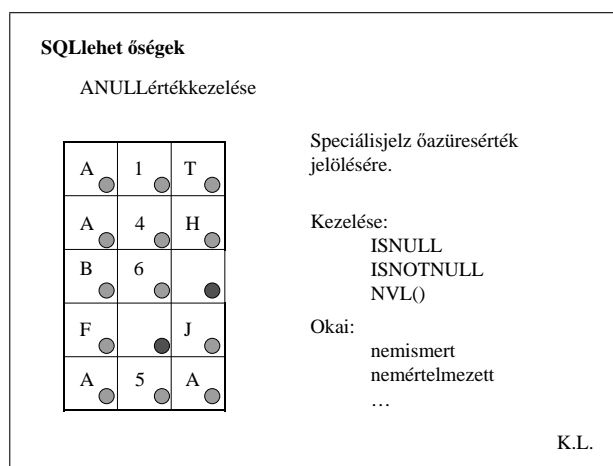 SQLlehet őségek
ANULLértékkezelése
A 1 T
A 4 H
B 6
F J
A 5 A
Speciálisjelz őazüresérték
jelölésére.
Kezelése:
ISNULL
ISNOTNULL
NVL()
Okai:
nemismert
nemértelmezett
…
K.L.